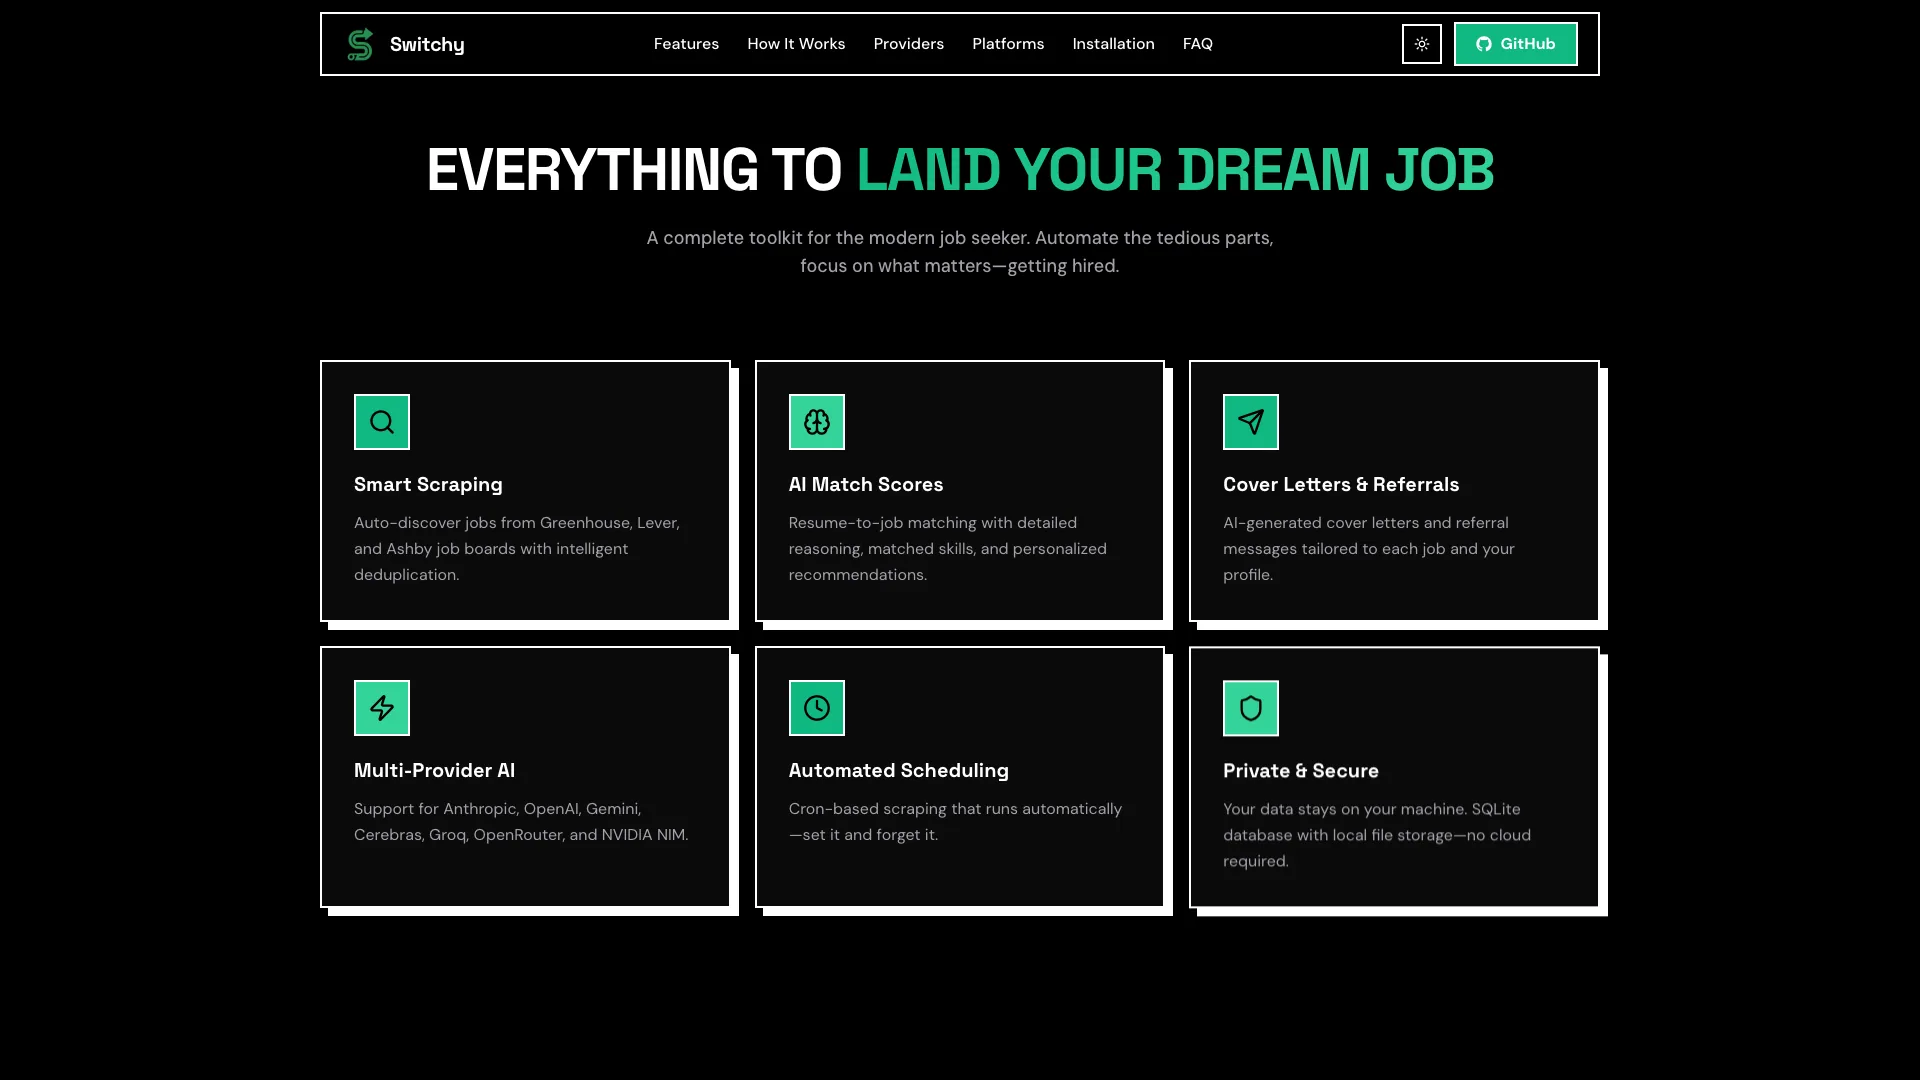 Switchy
Features
How It Works
Providers
Platforms
Installation
FAQ
GitHub
EVERYTHING TO LAND YOUR DREAM JOB
A complete toolkit for the modern job seeker. Automate the tedious parts,
focus on what matters—getting hired.
Smart Scraping
Auto-discover jobs from Greenhouse, Lever,
and Ashby job boards with intelligent
deduplication.
AI Match Scores
Resume-to-job matching with detailed
reasoning, matched skills, and personalized
recommendations.
Cover Letters & Referrals
AI-generated cover letters and referral
messages tailored to each job and your
profile.
Multi-Provider AI
Support for Anthropic, OpenAI, Gemini,
Cerebras, Groq, OpenRouter, and NVIDIA NIM.
Automated Scheduling
Cron-based scraping that runs automatically
—set it and forget it.
Private & Secure
Your data stays on your machine. SQLite
database with local file storage—no cloud
required.